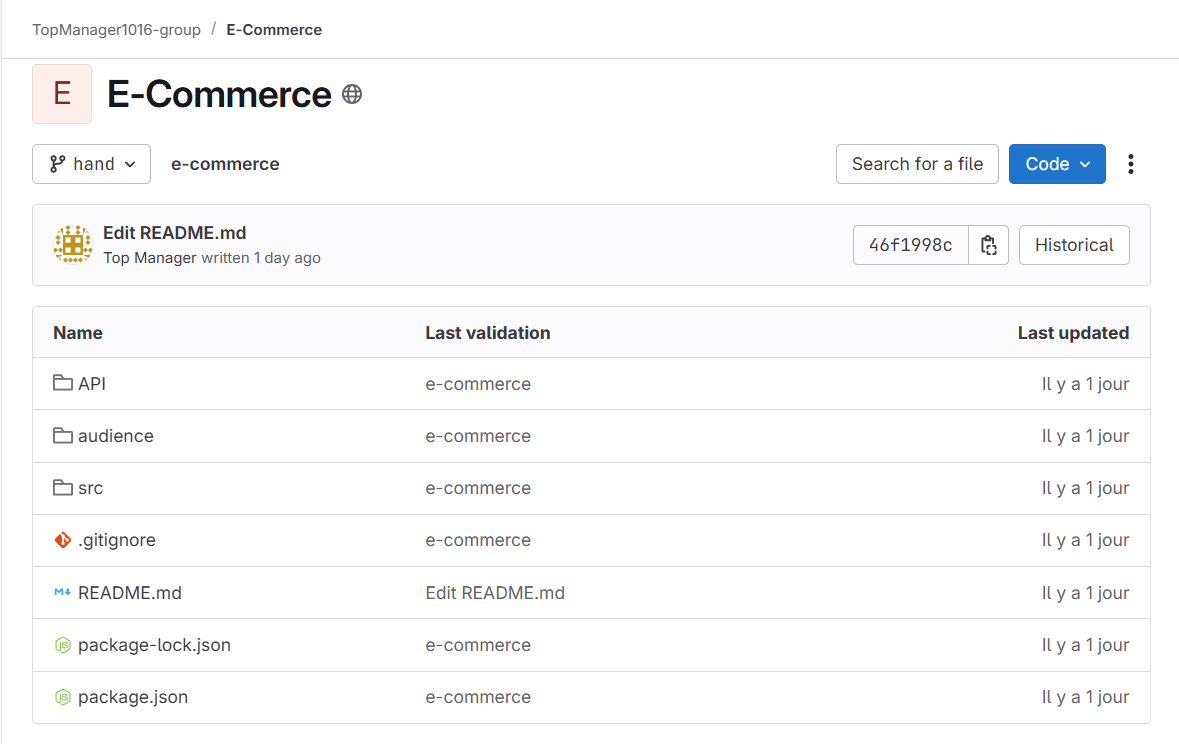 TopManager1016-group / E-Commerce
E
E-Commerce
hand
e-commerce
Search for a file
Code
Edit README.md
Top Manager written 1 day ago
46f1998c
Historical
Name Last validation Last updated
API e-commerce Il y a 1 jour
audience e-commerce Il y a 1 jour
src e-commerce Il y a 1 jour
.gitignore e-commerce Il y a 1 jour
README.md Edit README.md Il y a 1 jour
package-lock.json e-commerce Il y a 1 jour
package.json e-commerce Il y a 1 jour